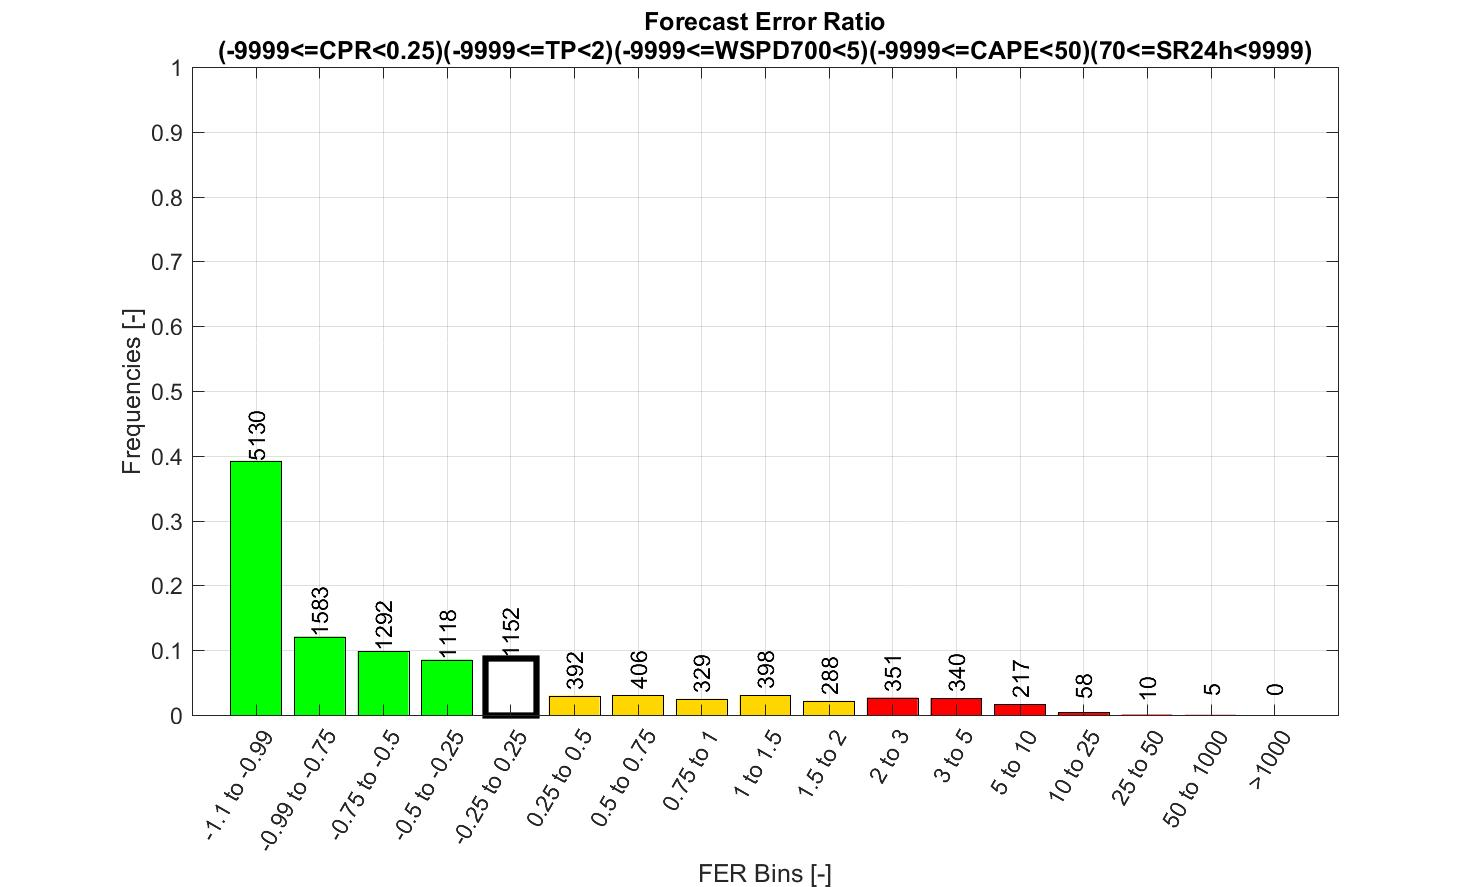 Forecast Error Ratio
(-9999<=CPR<0.25)(-9999<=TP<2)(-9999<=WSPD700<5)(-9999<=CAPE<50)(70<=SR24h<9999)
1
0.9
0.8
0.7
0.6
0.5
0.4
0.3
0.2
0.1
0
Frequencies [-]
5130
1583
1292
1118
1152
392
406
329
398
288
351
340
217
58
10
5
0
-1.1 to -0.99
-0.99 to -0.75
-0.75 to -0.5
-0.5 to -0.25
-0.25 to 0.25
0.25 to 0.5
0.5 to 0.75
0.75 to 1
1 to 1.5
1.5 to 2
2 to 3
3 to 5
5 to 10
10 to 25
25 to 50
50 to 1000
>1000
FER Bins [-]